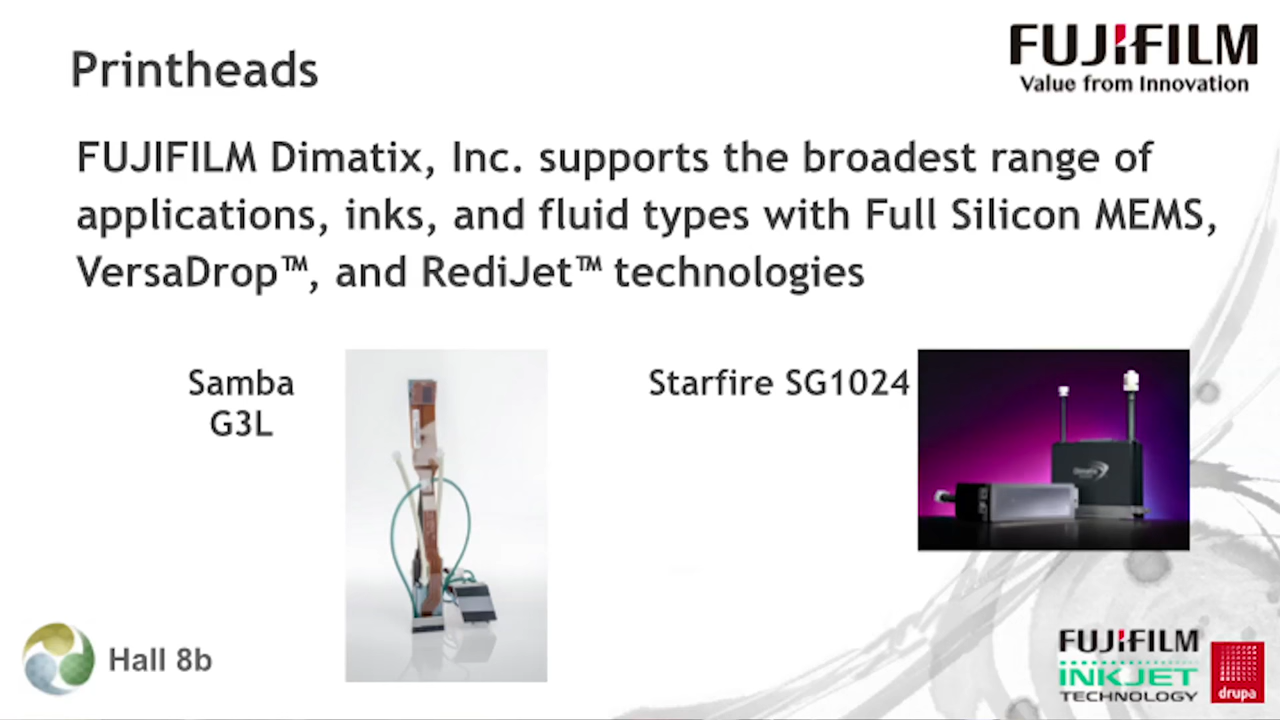 Printheads
FUJIFILM
Value from Innovation
FUJIFILM Dimatix, Inc. supports the broadest range of
applications, inks, and fluid types with Full Silicon MEMS,
VersaDrop™, and RediJet™ technologies
Samba
G3L
Starfire SG1024
Dimatix
Hall 8b
FUJIFILM
INKJET
TECHNOLOGY
drupa